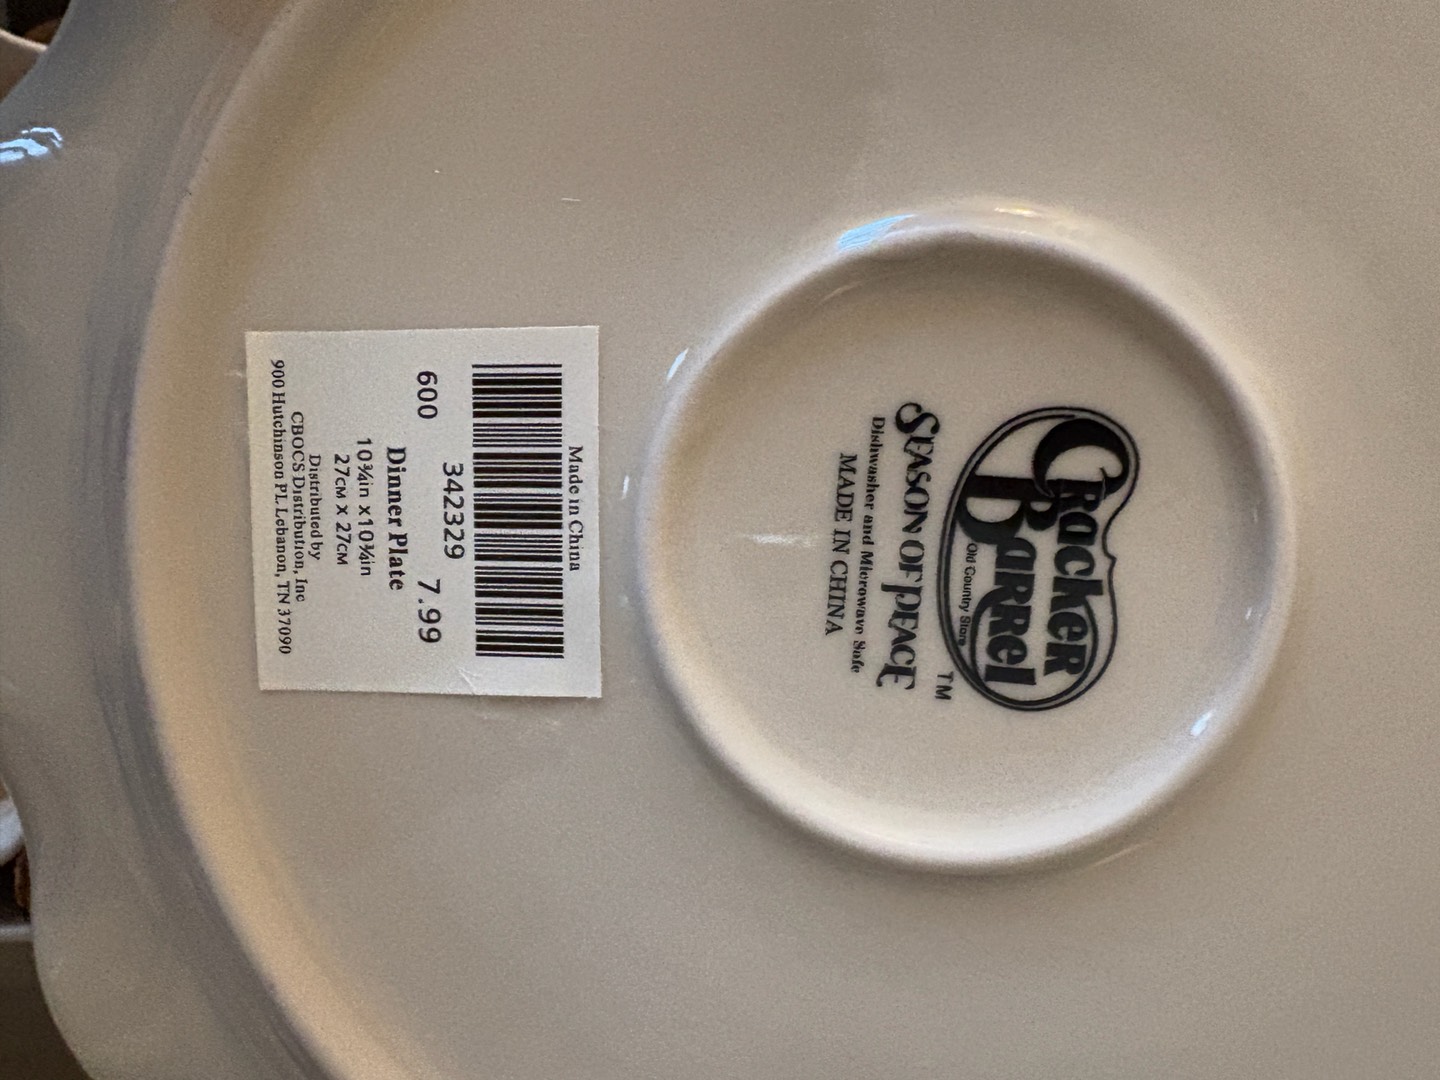 Cracker
Barrel
Old Country Store
TM
SEASON OF PEACE
Dishwasher and Microwave Safe
MADE IN CHINA
Made in China
342329
600 7.99
Dinner Plate
10¾in x10¾in
27CM X 27CM
Distributed by
CBOCS Distribution, Inc
900 Hutchinson PL Lebanon, TN 37090